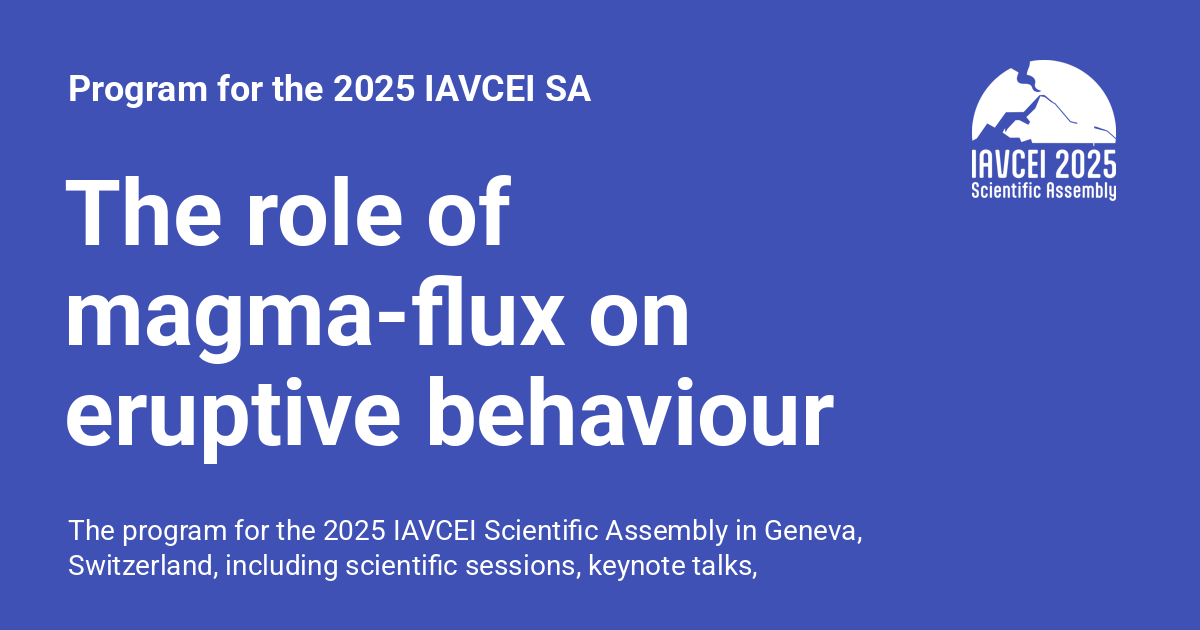 Program for the 2025 IAVCEI SA
IAVCEI 2025
Scientific Assembly
The role of
magma-flux on
eruptive behaviour
The program for the 2025 IAVCEI Scientific Assembly in Geneva,
Switzerland, including scientific sessions, keynote talks,